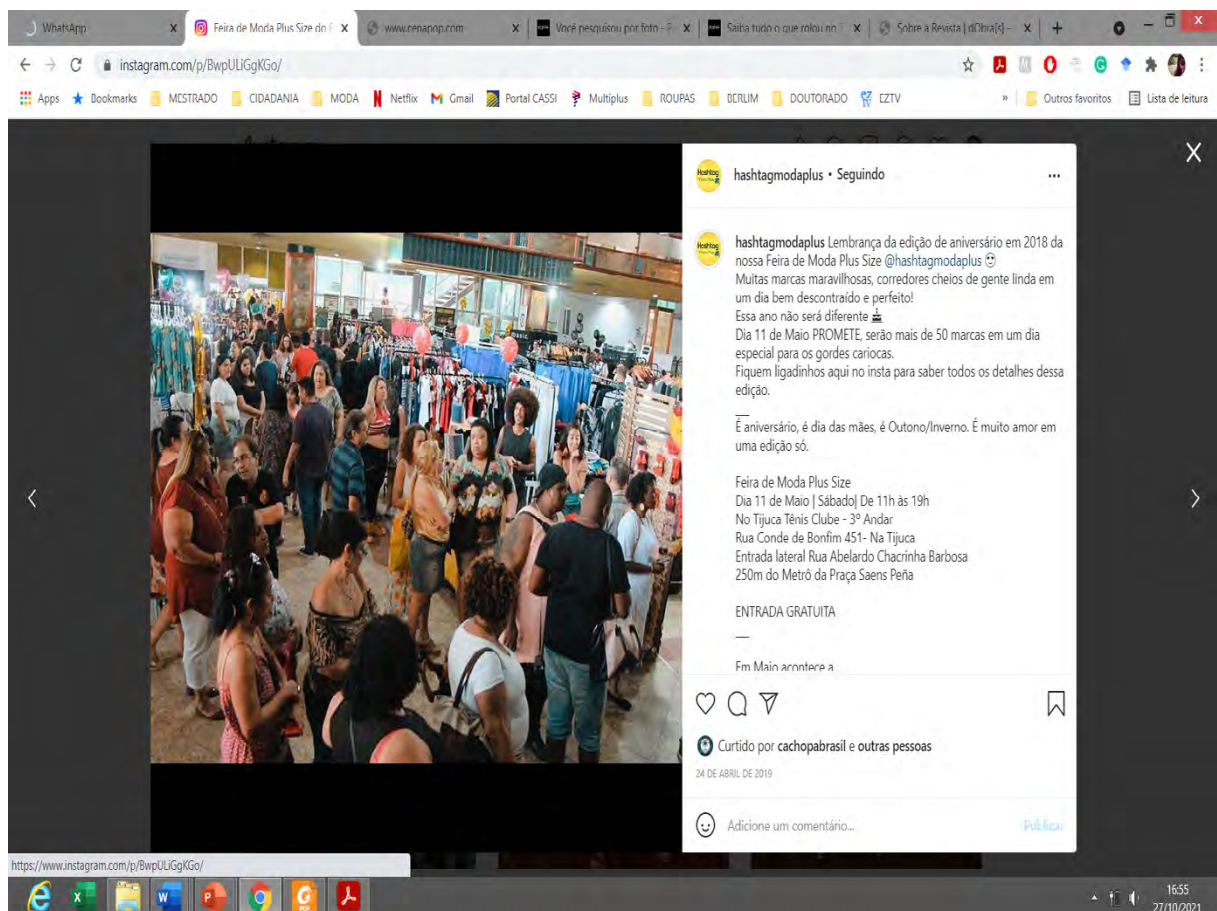 WhatsApp
Feira de Moda Plus Size do
www.cenapop.com
Você pesquisou por foto -
Saiba tudo o que rolou no
Sobre a Revista | dObra[s] –
instagram.com/p/BwpULiGgKGo/
Apps Bookmarks MESTRADO CIDADANIA MODA Netflix Gmail Portal CASSI Multiplus ROUPAS BERLIM DOUTORADO EZTV » Outros favoritos Lista de leitura
hashtagmodaplus • Seguindo
hashtagmodaplus Lembrança da edição de aniversário em 2018 da
nossa Feira de Moda Plus Size @hashtagmodaplus
Muitas marcas maravilhosas, corredores cheios de gente linda em
um dia bem descontraído e perfeito!
Essa ano não será diferente
Dia 11 de Maio PROMETE, serão mais de 50 marcas em um dia
especial para os gordes cariocas.
Fiquem ligadinhos aqui no insta para saber todos os detalhes dessa
edição.
__
É aniversário, é dia das mães, é Outono/Inverno. É muito amor em
uma edição só.
Feira de Moda Plus Size
Dia 11 de Maio | Sábado| De 11h às 19h
No Tijuca Tênis Clube - 3º Andar
Rua Conde de Bonfim 451- Na Tijuca
Entrada lateral Rua Abelardo Chacrinha Barbosa
250m do Metrô da Praça Saens Peña
ENTRADA GRATUITA
__
Em Maio acontece a
Curtido por cachopabrasil e outras pessoas
24 DE ABRIL DE 2019
Adicione um comentário... Publicar
https://www.instagram.com/p/BwpULiGgKGo/
16:55
27/10/2021